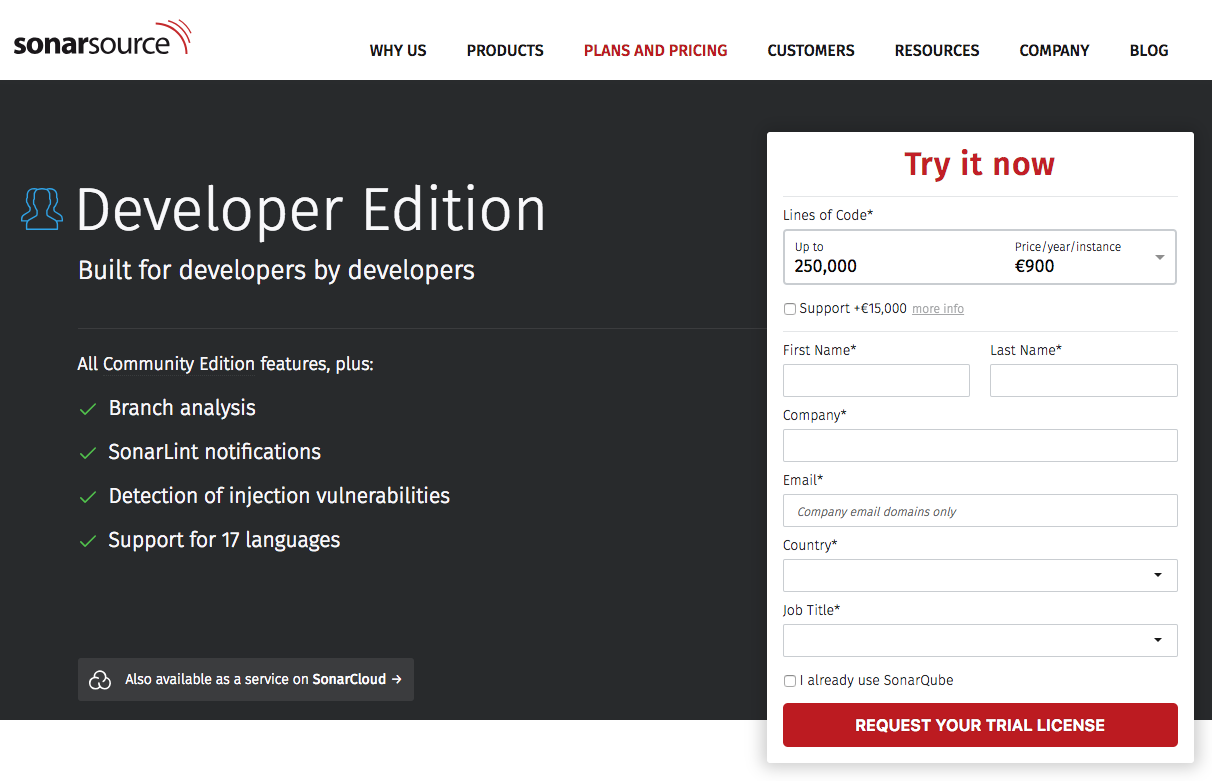 sonarsource
WHY US PRODUCTS PLANS AND PRICING CUSTOMERS RESOURCES COMPANY BLOG
Developer Edition
Built for developers by developers
All Community Edition features, plus:
Branch analysis
SonarLint notifications
Detection of injection vulnerabilities
Support for 17 languages
Also available as a service on SonarCloud →
Try it now
Lines of Code*
Up to Price/year/instance
250,000 €900
Support +€15,000 more info
First Name* Last Name*
Company*
Email*
Company email domains only
Country*
Job Title*
I already use SonarQube
REQUEST YOUR TRIAL LICENSE